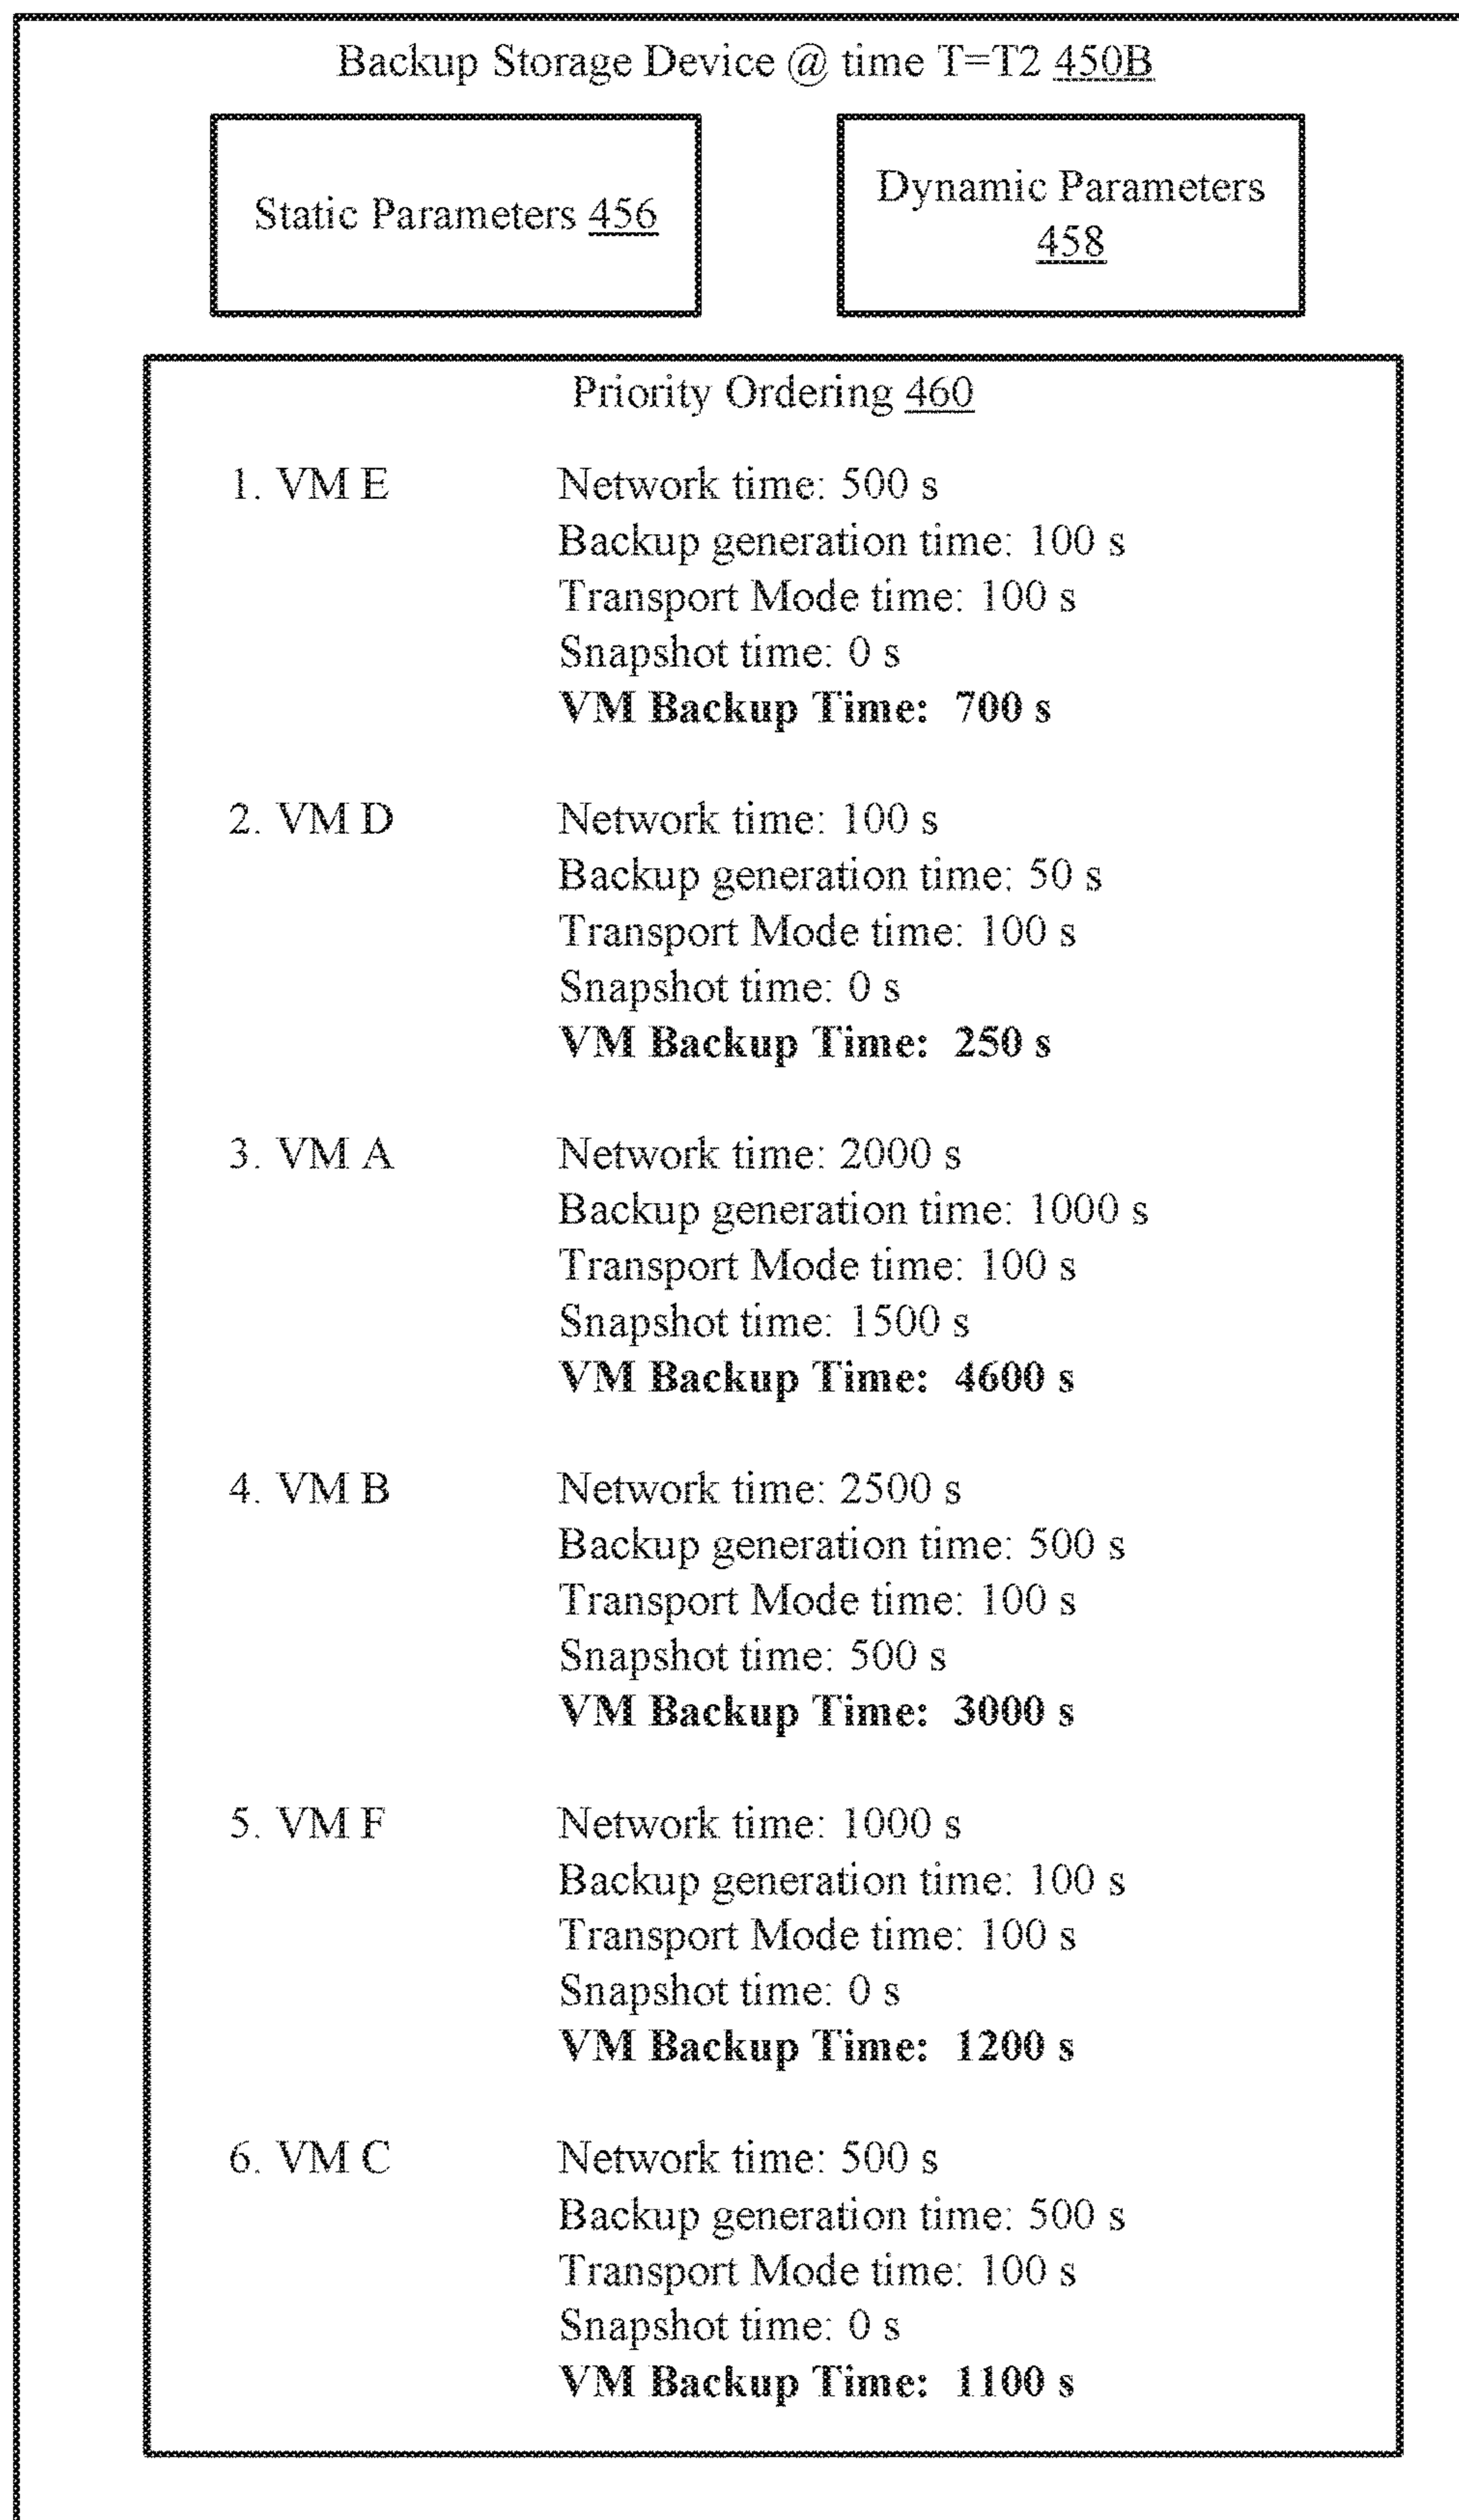 Backup Storage Device @ time T=T2 450B
Static Parameters 456
Dynamic Parameters
458
Priority Ordering 460
1. VM E Network time: 500 s
Backup generation time: 100 s
Transport Mode time: 100 s
Snapshot time: 0 s
VM Backup Time: 700 s
2. VM D Network time: 100 s
Backup generation time: 50 s
Transport Mode time: 100 s
Snapshot time: 0 s
VM Backup Time: 250 s
3. VM A Network time: 2000 s
Backup generation time: 1000 s
Transport Mode time: 100 s
Snapshot time: 1500 s
VM Backup Time: 4600 s
4. VM B Network time: 2500 s
Backup generation time: 500 s
Transport Mode time: 100 s
Snapshot time: 500 s
VM Backup Time: 3000 s
5. VM F Network time: 1000 s
Backup generation time: 100 s
Transport Mode time: 100 s
Snapshot time: 0 s
VM Backup Time: 1200 s
6. VM C Network time: 500 s
Backup generation time: 500 s
Transport Mode time: 100 s
Snapshot time: 0 s
VM Backup Time: 1100 s